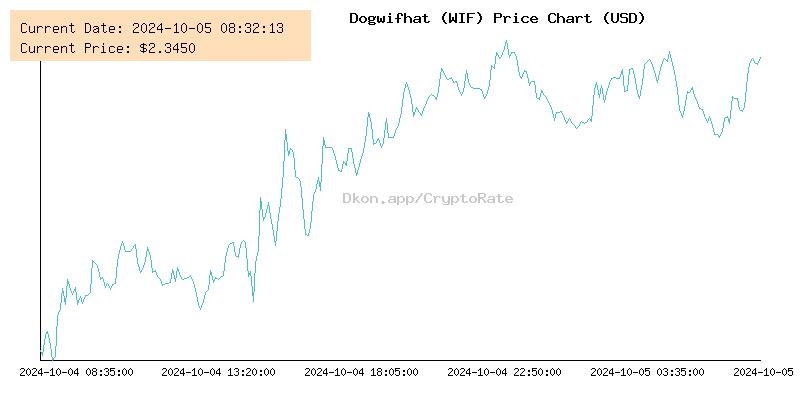 Dogwifhat (WIF) Price Chart (USD)
Current Date: 2024-10-05 08:32:13
Current Price: $2.3450
Dkon.app/CryptoRate
2024-10-04 08:35:00
2024-10-04 13:20:00
2024-10-04 18:05:00
2024-10-04 22:50:00
2024-10-05 03:35:00
2024-10-05